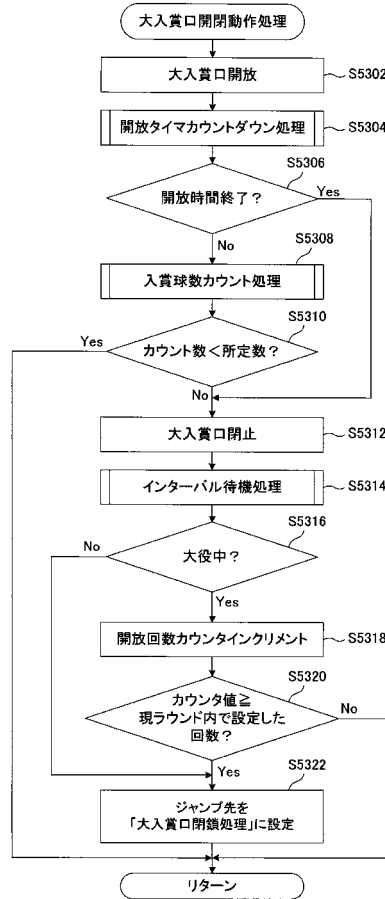 大入賞口開閉動作処理
大入賞口開放
S5302
開放タイマカウントダウン処理
S5304
S5306
開放時間終了?
Yes
No
S5308
入賞球数カウント処理
S5310
Yes
カウント数<所定数?
No
大入賞口閉止
S5312
インターバル待機処理
S5314
S5316
No
大役中?
Yes
開放回数カウンタインクリメント
S5318
S5320
カウンタ値≧
現ラウンド内で設定した
回数?
No
Yes
S5322
ジャンプ先を
「大入賞口閉鎖処理」に設定
リターン